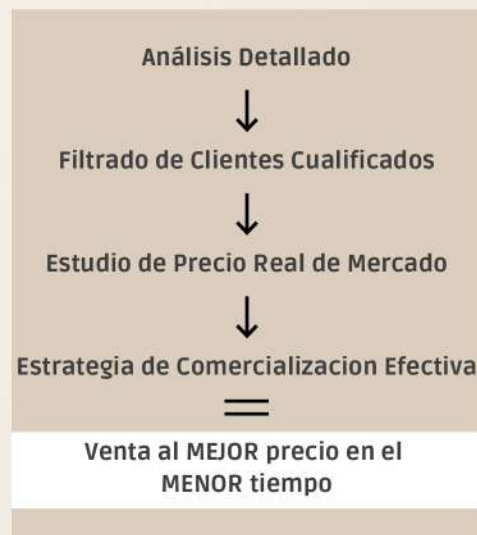 Análisis Detallado
↓
Filtrado de Clientes Cualificados
↓
Estudio de Precio Real de Mercado
↓
Estrategia de Comercializacion Efectiva
=
Venta al MEJOR precio en el
MENOR tiempo